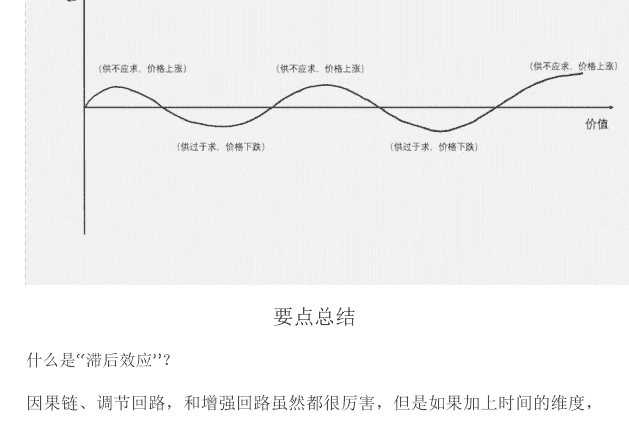 (供不应求，价格上涨)
(供不应求，价格上涨)
(供不应求，价格上涨)
价值
(供过于求，价格下跌)
(供过于求，价格下跌)
要点总结
什么是“滞后效应”？
因果链、调节回路，和增强回路虽然都很厉害，但是如果加上时间的维度，